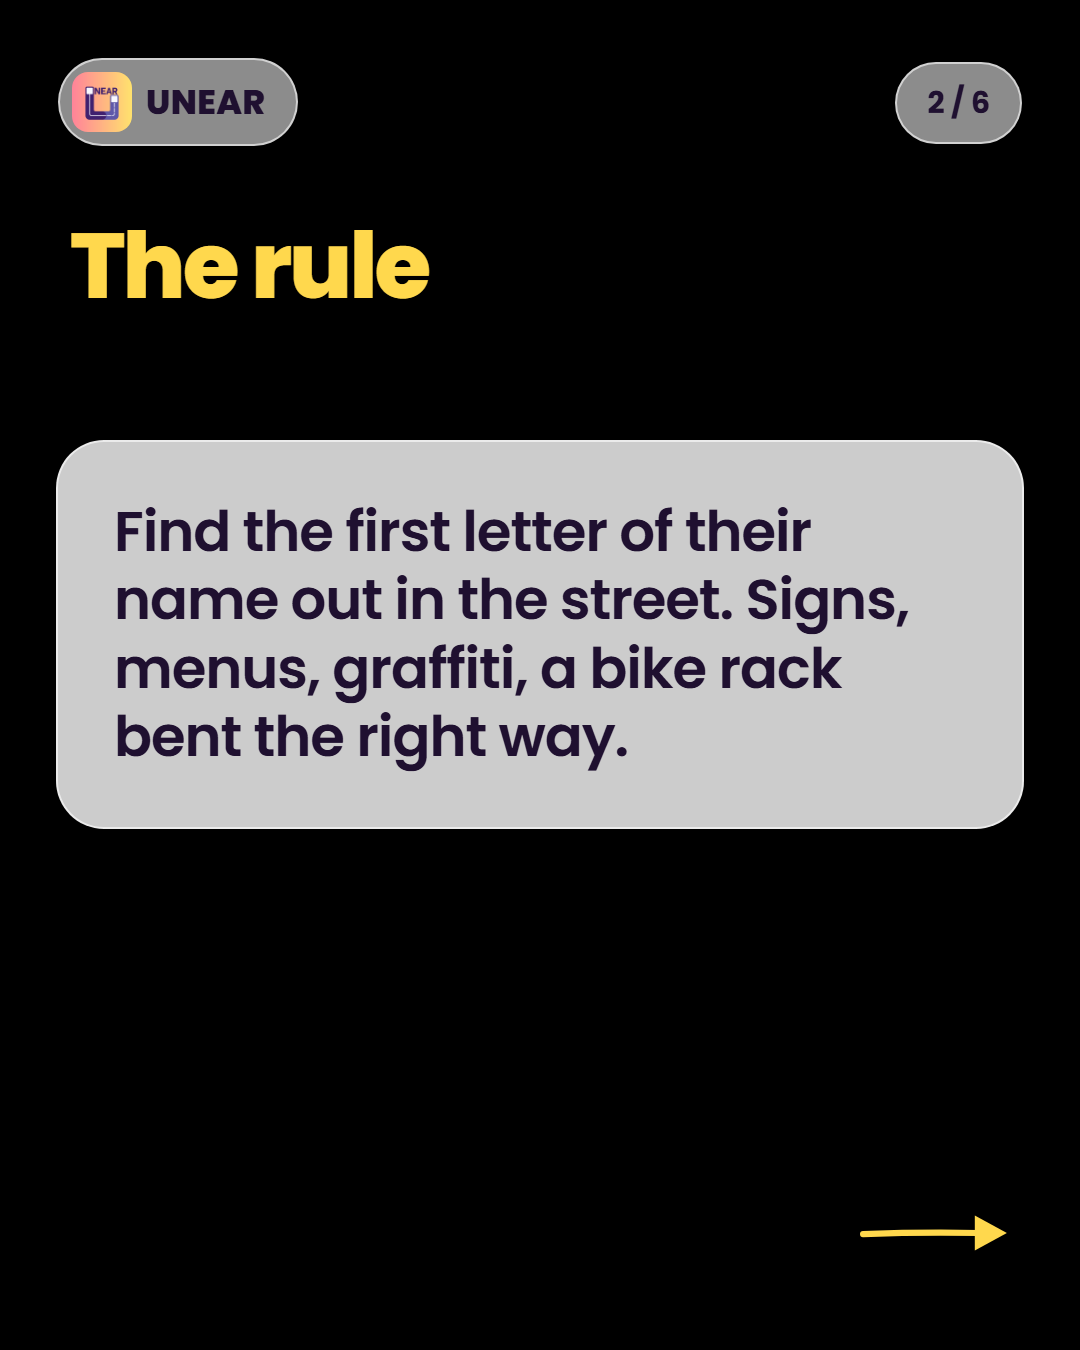 NEAR
UNEAR
2 / 6
The rule
Find the first letter of their
name out in the street. Signs,
menus, graffiti, a bike rack
bent the right way.